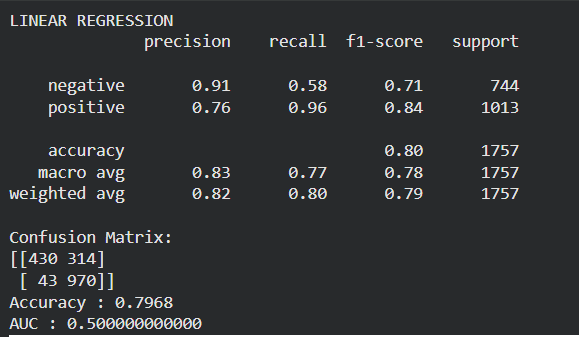 LINEAR REGRESSION
precision recall f1-score support
negative 0.91 0.58 0.71 744
positive 0.76 0.96 0.84 1013
accuracy 0.80 1757
macro avg 0.83 0.77 0.78 1757
weighted avg 0.82 0.80 0.79 1757
Confusion Matrix:
[[430 314]
[ 43 970]]
Accuracy : 0.7968
AUC : 0.500000000000